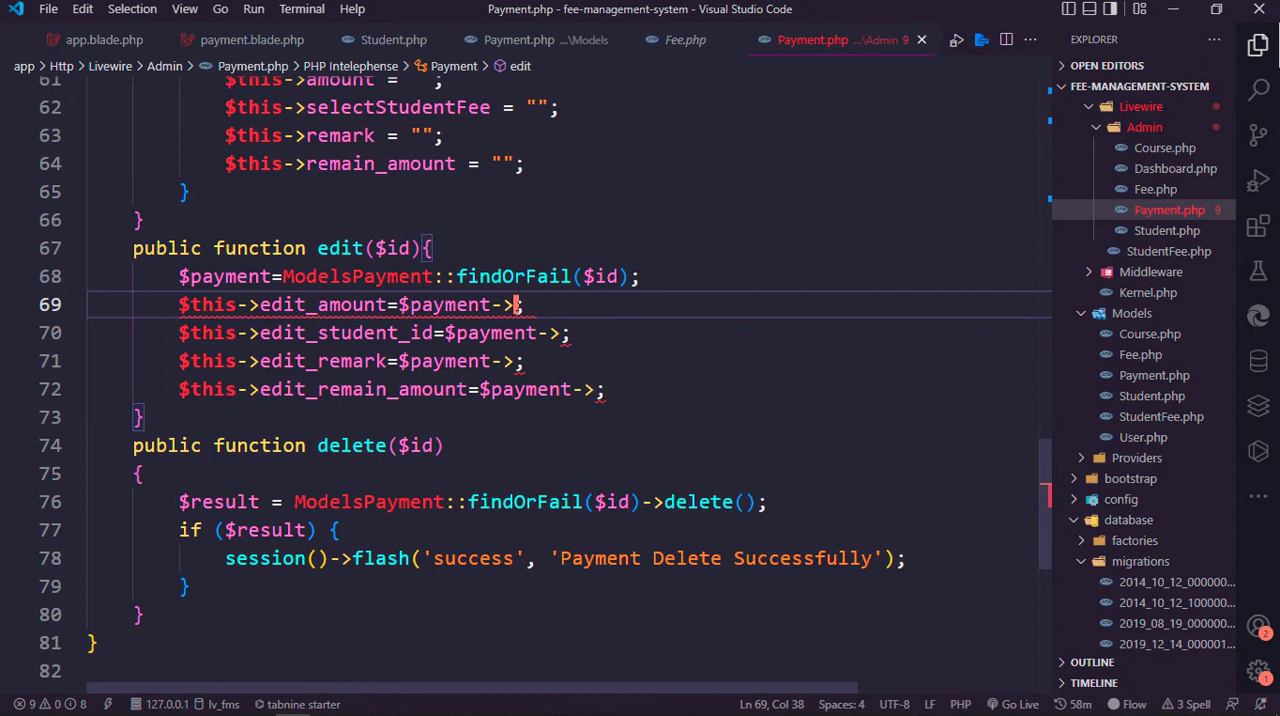 File Edit Selection View Go Run Terminal Help Payment.php - fee-management-system - Visual Studio Code
app.blade.php payment.blade.php Student.php Payment.php ...\Models Fee.php Payment.php ...\Admin 9
app > Http > Livewire > Admin > Payment.php > PHP Intelephense > Payment > edit
61 $this->amount = ";
62 $this->selectStudentFee = "";
63 $this->remark = "";
64 $this->remain_amount = "";
65 }
66 }
67 public function edit($id){
68 $payment=ModelsPayment::findOrFail($id);
69 $this->edit_amount=$payment->;
70 $this->edit_student_id=$payment->;
71 $this->edit_remark=$payment->;
72 $this->edit_remain_amount=$payment->;
73 }
74 public function delete($id)
75 {
76 $result = ModelsPayment::findOrFail($id)->delete();
77 if ($result) {
78 session()->flash('success', 'Payment Delete Successfully');
79 }
80 }
81 }
82
EXPLORER
OPEN EDITORS
FEE-MANAGEMENT-SYSTEM
Livewire
Admin
Course.php
Dashboard.php
Fee.php
Payment.php 9
Student.php
StudentFee.php
Middleware
Kernel.php
Models
Course.php
Fee.php
Payment.php
Student.php
StudentFee.php
User.php
Providers
bootstrap
config
database
factories
migrations
2014_10_12_000000...
2014_10_12_100000...
2019_08_19_000000...
2019_12_14_000001...
OUTLINE
TIMELINE
2
1
9 0 8 127.0.0.1 lv_fms tabnine starter Ln 69, Col 38 Spaces: 4 UTF-8 LF PHP Go Live 58m Flow 3 Spell